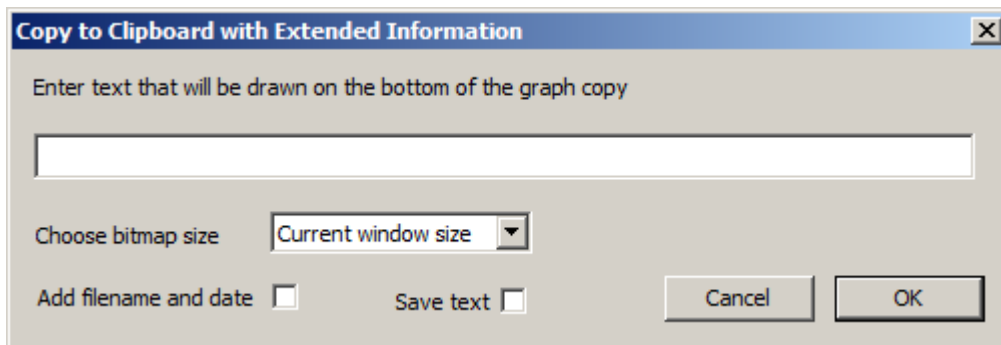 Copy to Clipboard with Extended Information
Enter text that will be drawn on the bottom of the graph copy
Choose bitmap size Current window size
Add filename and date Save text Cancel OK